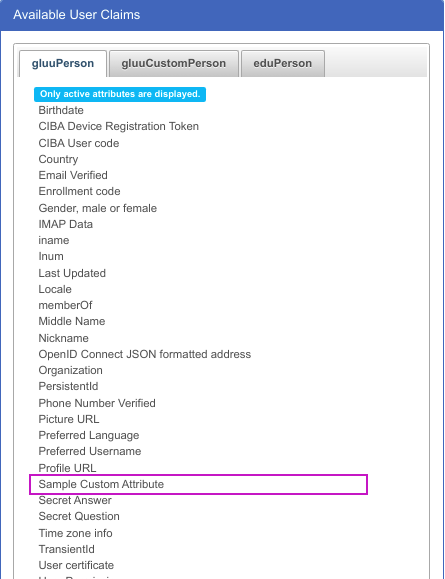 Available User Claims
gluuPerson gluuCustomPerson eduPerson
Only active attributes are displayed.
Birthdate
CIBA Device Registration Token
CIBA User code
Country
Email Verified
Enrollment code
Gender, male or female
IMAP Data
iname
Inum
Last Updated
Locale
memberOf
Middle Name
Nickname
OpenID Connect JSON formatted address
Organization
PersistentId
Phone Number Verified
Picture URL
Preferred Language
Preferred Username
Profile URL
Sample Custom Attribute
Secret Answer
Secret Question
Time zone info
TransientId
User certificate